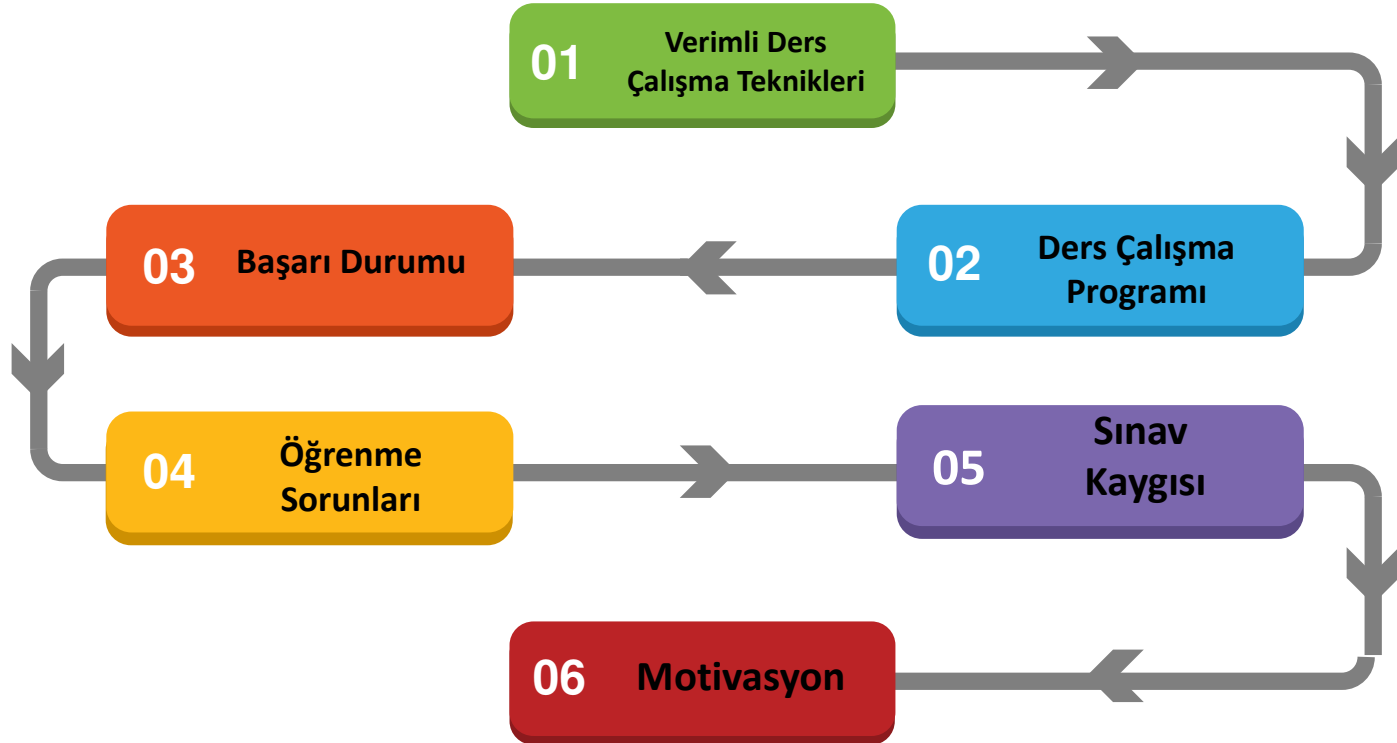 01
Verimli Ders
Çalışma Teknikleri
02
Ders Çalışma
Programı
03
Başarı Durumu
04
Öğrenme
Sorunları
05
Sınav
Kaygısı
06
Motivasyon